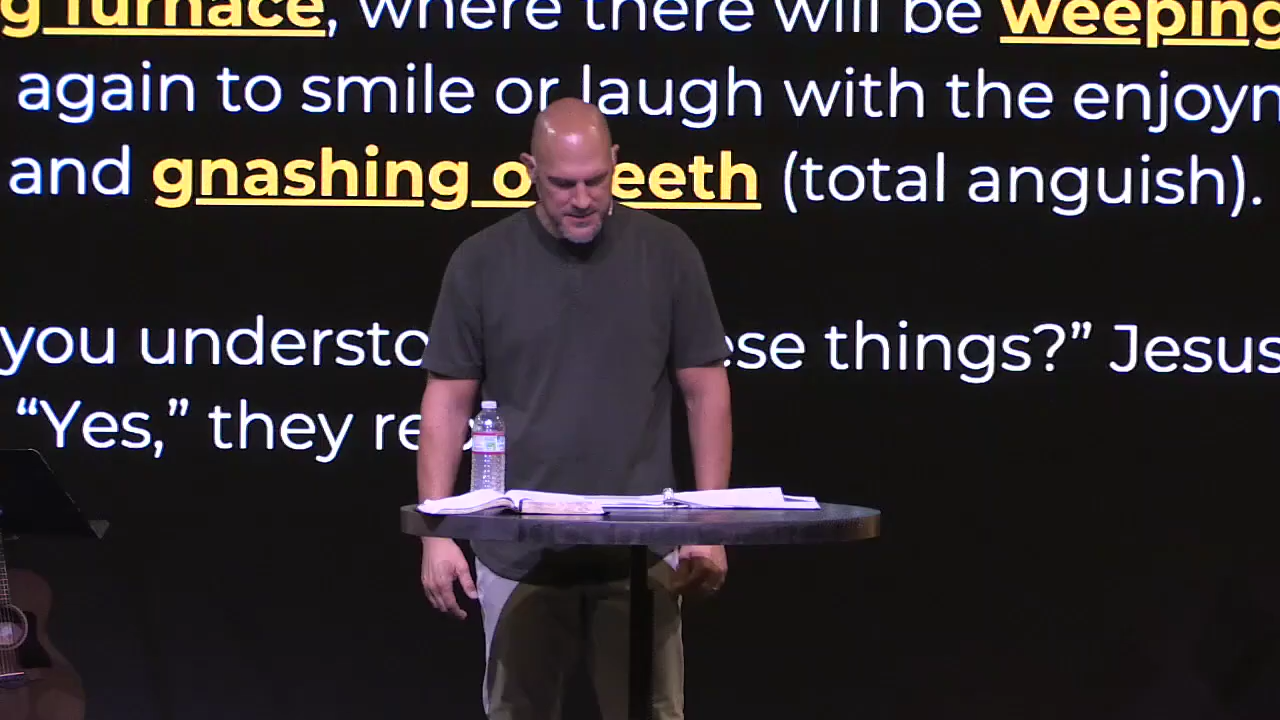 g furnace, where there will be weeping
again to smile or laugh with the enjoym
and gnashing o eeth (total anguish).
you understo ese things?” Jesus
“Yes,” they re